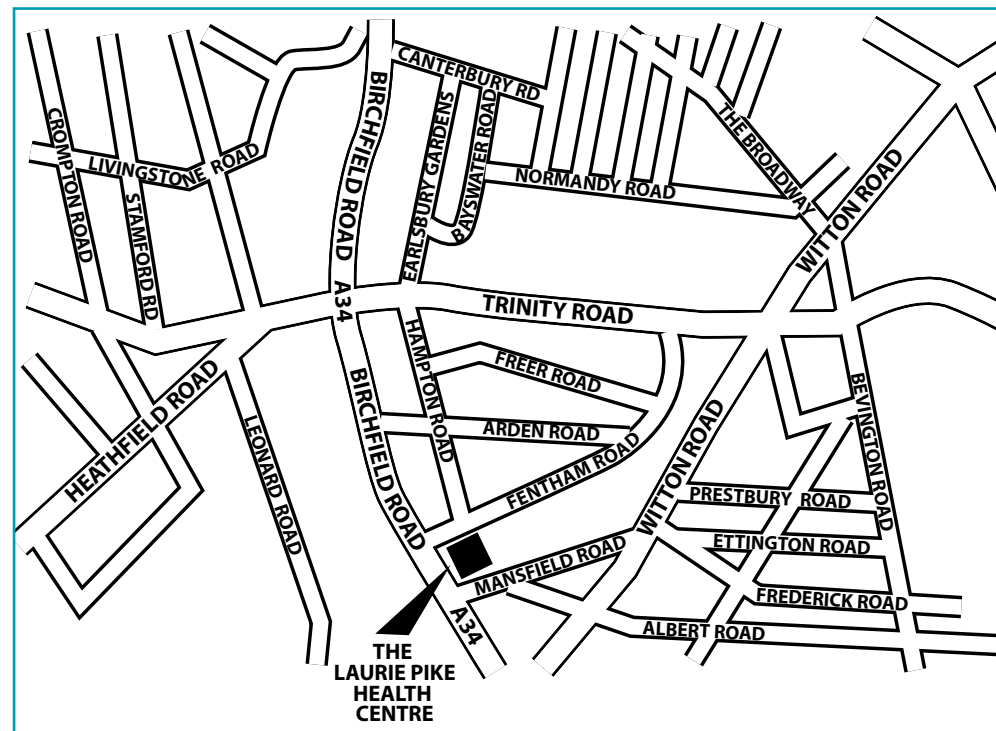 CANTERBURY RD
BIRCHFIELD ROAD
CROMPTON ROAD
LIVINGSTONE ROAD
STAMFORD RD
EARLSBURY GARDENS
BAYSWATER ROAD
NORMANDY ROAD
THE BROADWAY
WITTON ROAD
A34
TRINITY ROAD
HAMPTON ROAD
FREER ROAD
BIRCHFIELD ROAD
ARDEN ROAD
HEATHFIELD ROAD
LEONARD ROAD
FENTHAM ROAD
WITTON ROAD
BEVINGTON ROAD
PRESTBURY ROAD
ETTINGTON ROAD
MANSFIELD ROAD
FREDERICK ROAD
ALBERT ROAD
A34
THE
LAURIE PIKE
HEALTH
CENTRE